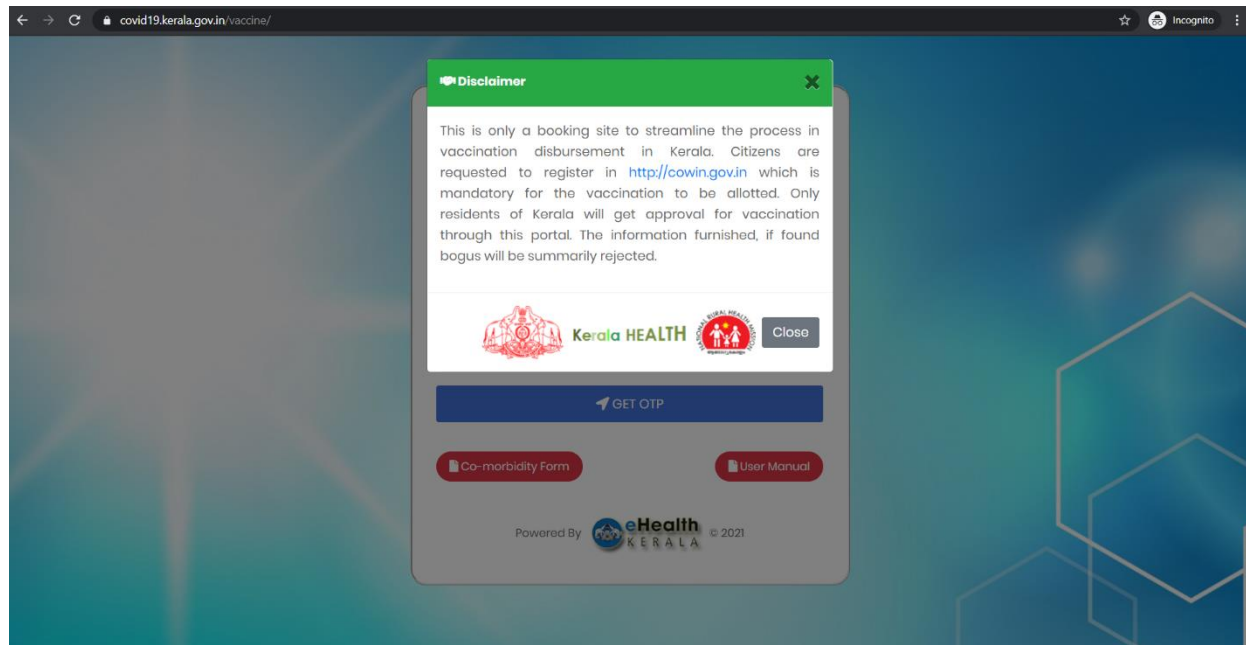 covid19.kerala.gov.in/vaccine/
Incognito
Disclaimer
This is only a booking site to streamline the process in
vaccination disbursement in Kerala. Citizens are
requested to register in http://cowin.gov.in which is
mandatory for the vaccination to be allotted. Only
residents of Kerala will get approval for vaccination
through this portal. The information furnished, if found
bogus will be summarily rejected.
Kerala HEALTH
NATIONAL RURAL HEALTH MISSION
Close
GET OTP
Co-morbidity Form
User Manual
Powered By
eHealth
KERALA
© 2021